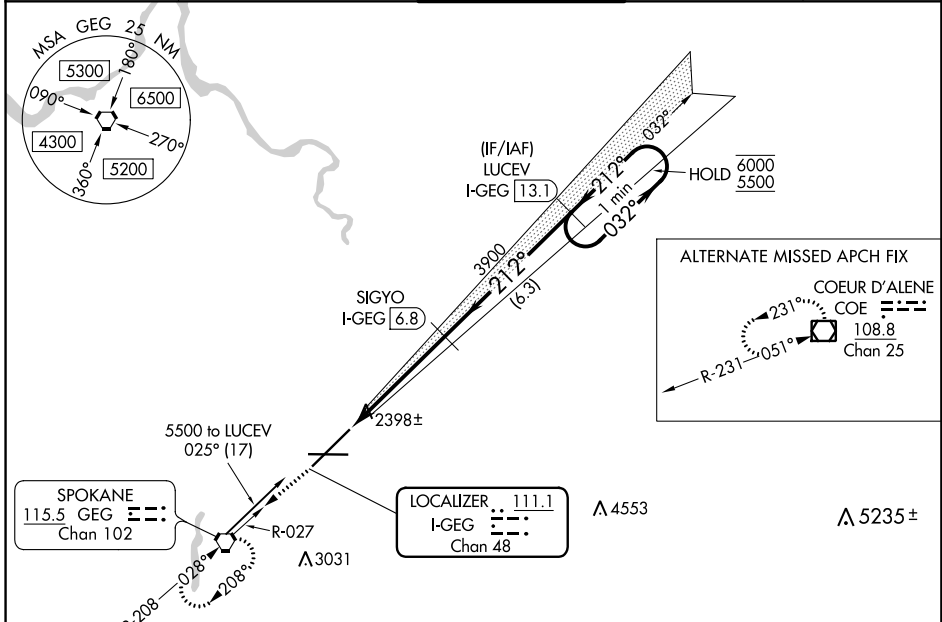 MSA GEG 25 NM
5300
180°
090°
6500
4300
270°
5200
360°
(IF/IAF)
LUCEV
I-GEG 13.1
212°
032°
1 min
032°
HOLD 6000
5500
3900
212°
(6.3)
SIGYO
I-GEG 6.8
ALTERNATE MISSED APCH FIX
COEUR D'ALENE
COE
108.8
Chan 25
231°
R-231
051°
2398±
5500 to LUCEV
025° (17)
SPOKANE
115.5 GEG
Chan 102
R-027
LOCALIZER 111.1
I-GEG
Chan 48
4553
5235±
3031
028°
208°
-208